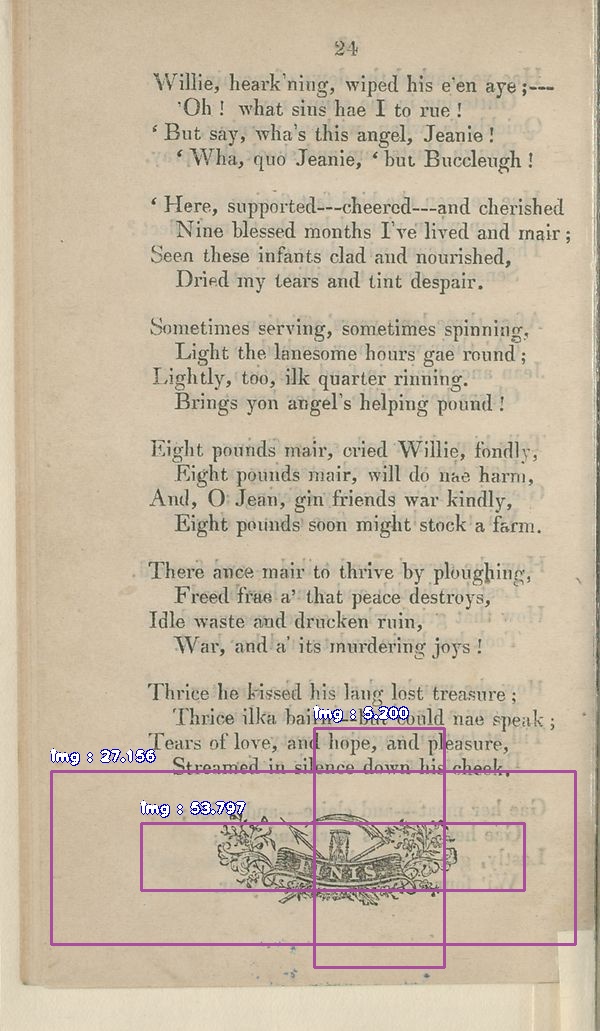 24
Willie, heark'ning, wiped his e'en aye ;---
'Oh ! what sins hae I to rue !
‘ But say, wha's this angel, Jeanie !
‘ Wha, quo Jeanie, ‘ but Buccleugh !
‘ Here, supported---cheered---and cherished
Nine blessed months I've lived and mair ;
Seen these infants clad and nourished,
Dried my tears and tint despair.
Sometimes serving, sometimes spinning,
Light the lanesome hours gae round ;
Lightly, too, ilk quarter rinning.
Brings yon angel's helping pound !
Eight pounds mair, cried Willie, fondly,
Eight pounds mair, will do nae harm,
And, O Jean, gin friends war kindly,
Eight pounds soon might stock a farm.
There ance mair to thrive by ploughing,
Freed frae a' that peace destroys,
Idle waste and drucken ruin,
War, and a' its murdering joys !
Thrice he kissed his lang lost treasure ;
Thrice ilka bairn--but could nae speak ;
img : 5.200
Tears of love, and hope, and pleasure,
img : 27.156
Streamed in silence down his cheek.
img : 53.797
FINIS